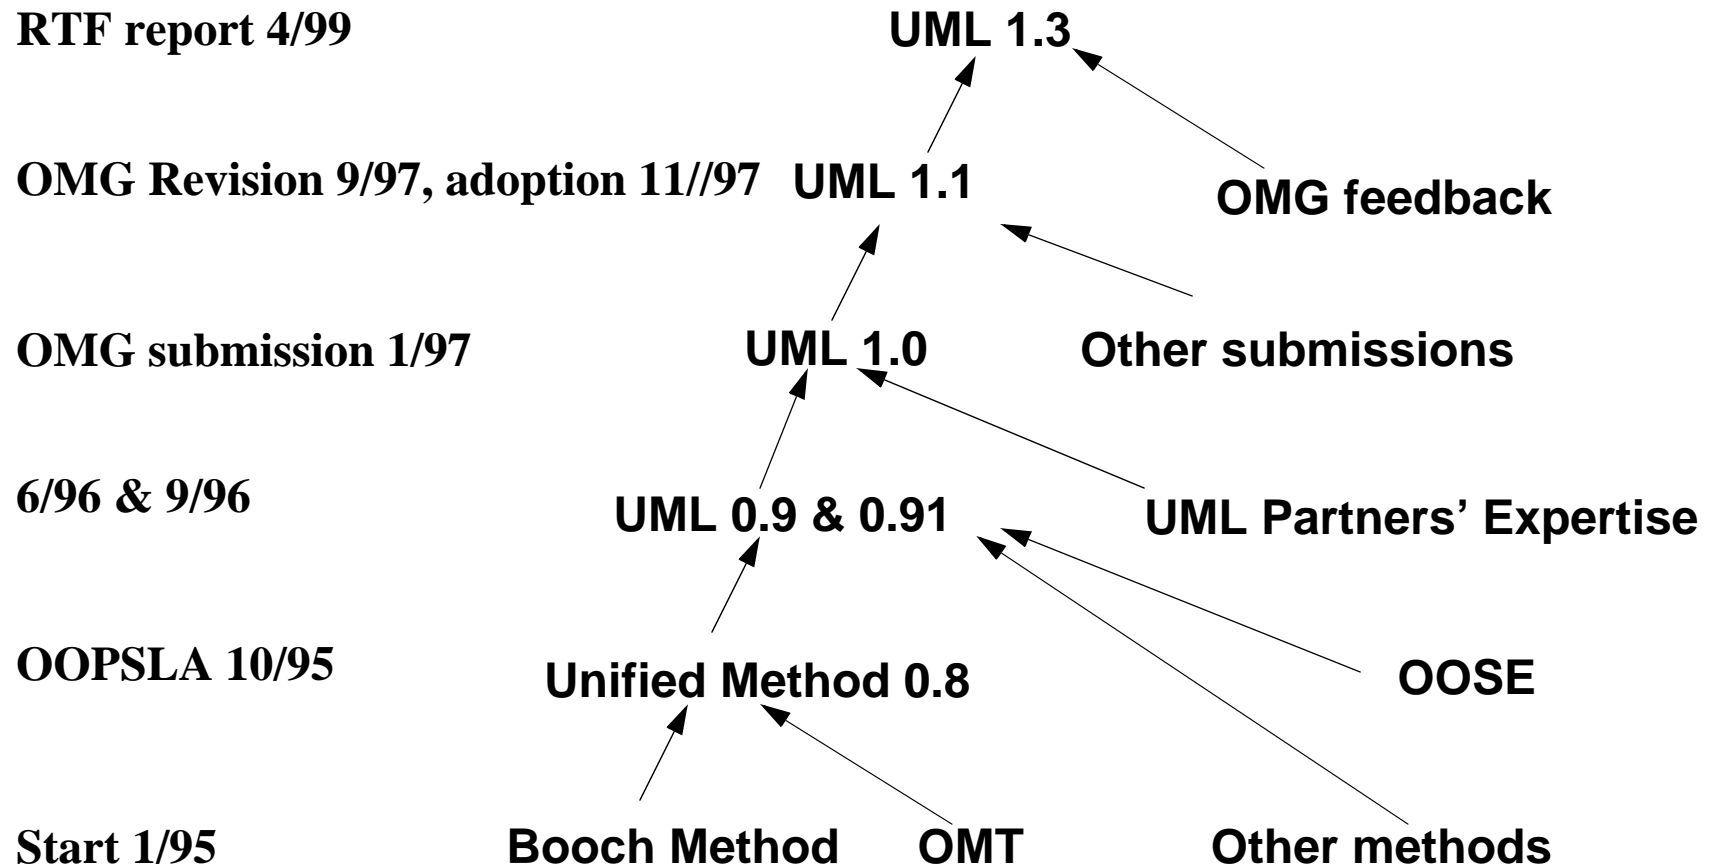 RTF report 4/99 UML 1.3
OMG Revision 9/97, adoption 11//97 UML 1.1 OMG feedback
OMG submission 1/97 UML 1.0 Other submissions
6/96 & 9/96 UML 0.9 & 0.91 UML Partners’ Expertise
OOPSLA 10/95 Unified Method 0.8 OOSE
Start 1/95 Booch Method OMT Other methods